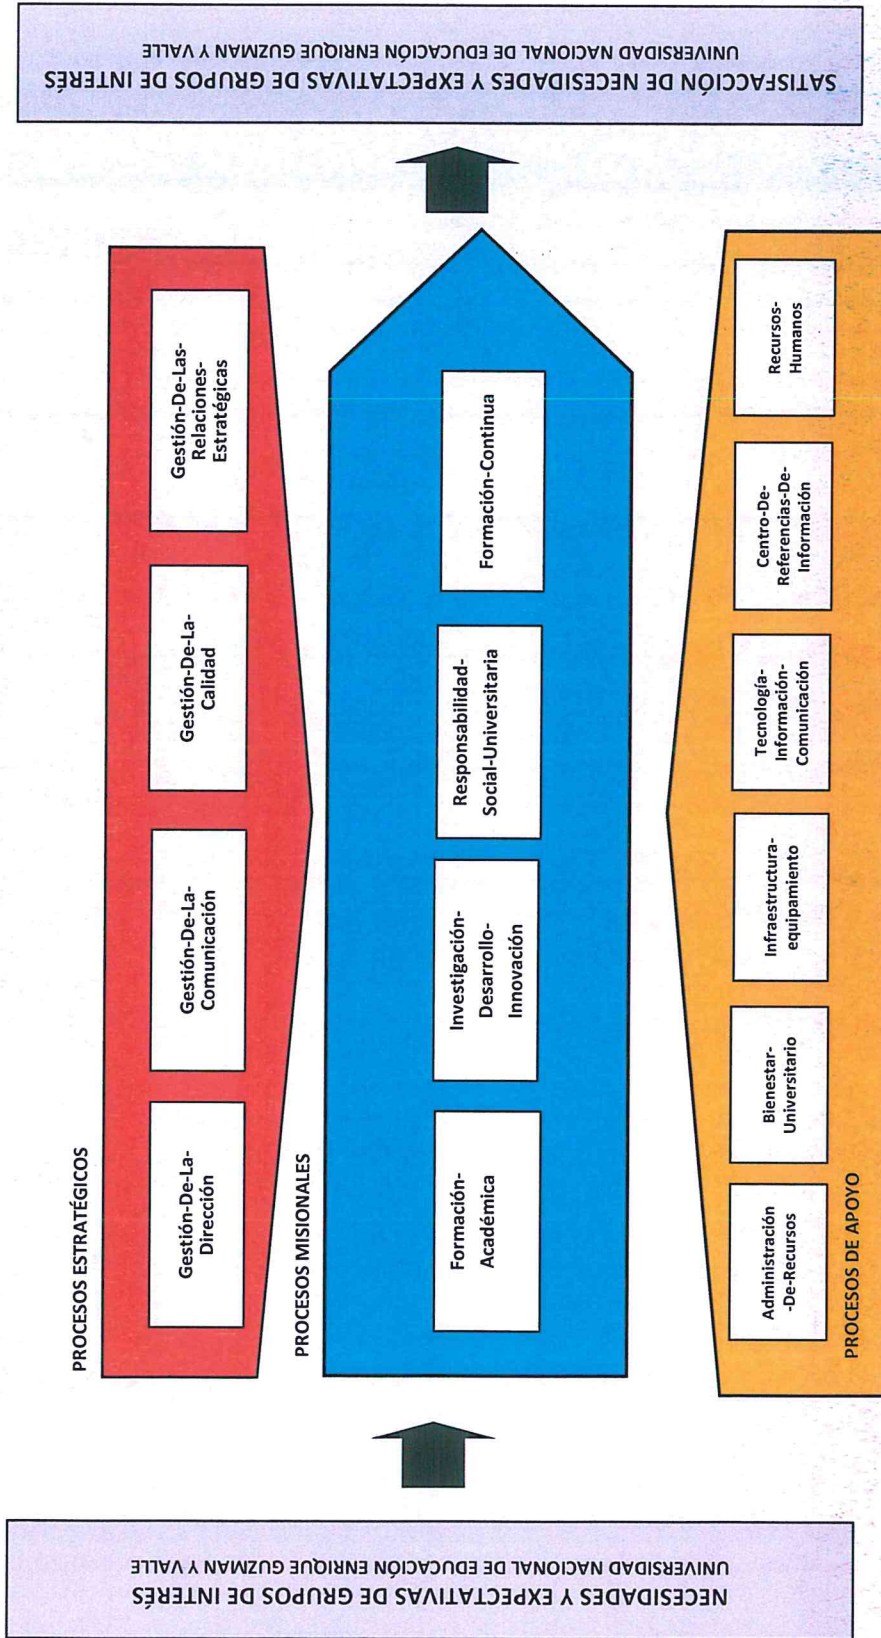 NECESIDADES Y EXPECTATIVAS DE GRUPOS DE INTERÉS
UNIVERSIDAD NACIONAL DE EDUCACIÓN ENRIQUE GUZMAN Y VALLE
PROCESOS ESTRATÉGICOS
Gestión-De-La-
Dirección
Gestión-De-La-
Comunicación
Gestión-De-La-
Calidad
Gestión-De-Las-
Relaciones-
Estratégicas
PROCESOS MISIONALES
Formación-
Académica
Investigación-
Desarrollo-
Innovación
Responsabilidad-
Social-Universitaria
Formación-Continua
Administración
-De-Recursos
Bienestar-
Universitario
Infraestructura-
equipamiento
Tecnología-
Información-
Comunicación
Centro-De-
Referencias-De-
Información
Recursos-
Humanos
PROCESOS DE APOYO
SATISFACCIÓN DE NECESIDADES Y EXPECTATIVAS DE GRUPOS DE INTERÉS
UNIVERSIDAD NACIONAL DE EDUCACIÓN ENRIQUE GUZMAN Y VALLE